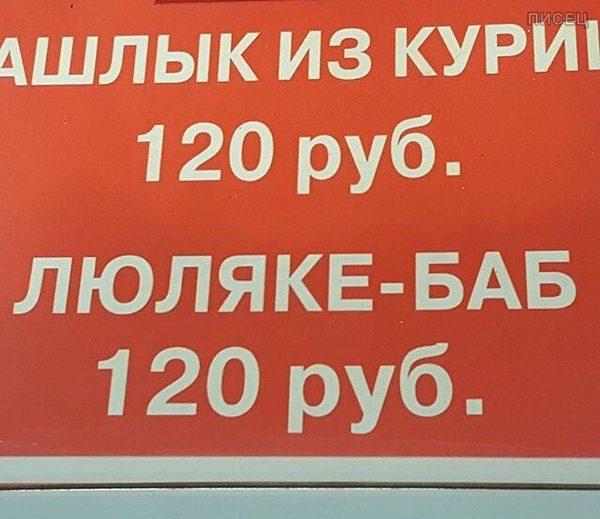 ПИСЕЦ
АШЛЫК ИЗ КУРИ
120 руб.
ЛЮЛЯКЕ-БАБ
120 руб.